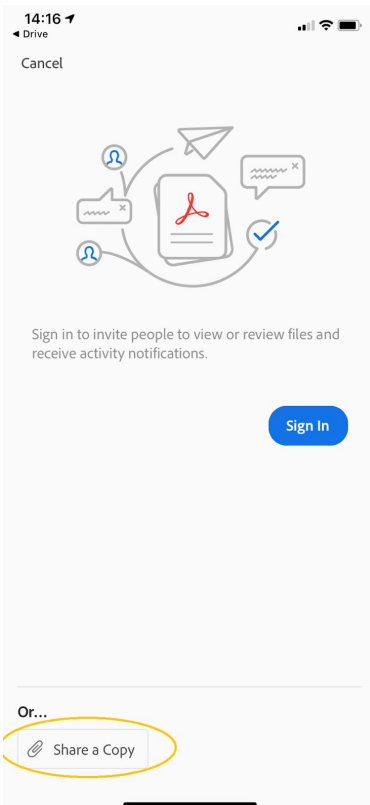 14:16
Drive
Cancel
Sign in to invite people to view or review files and
receive activity notifications.
Sign In
Or...
Share a Copy